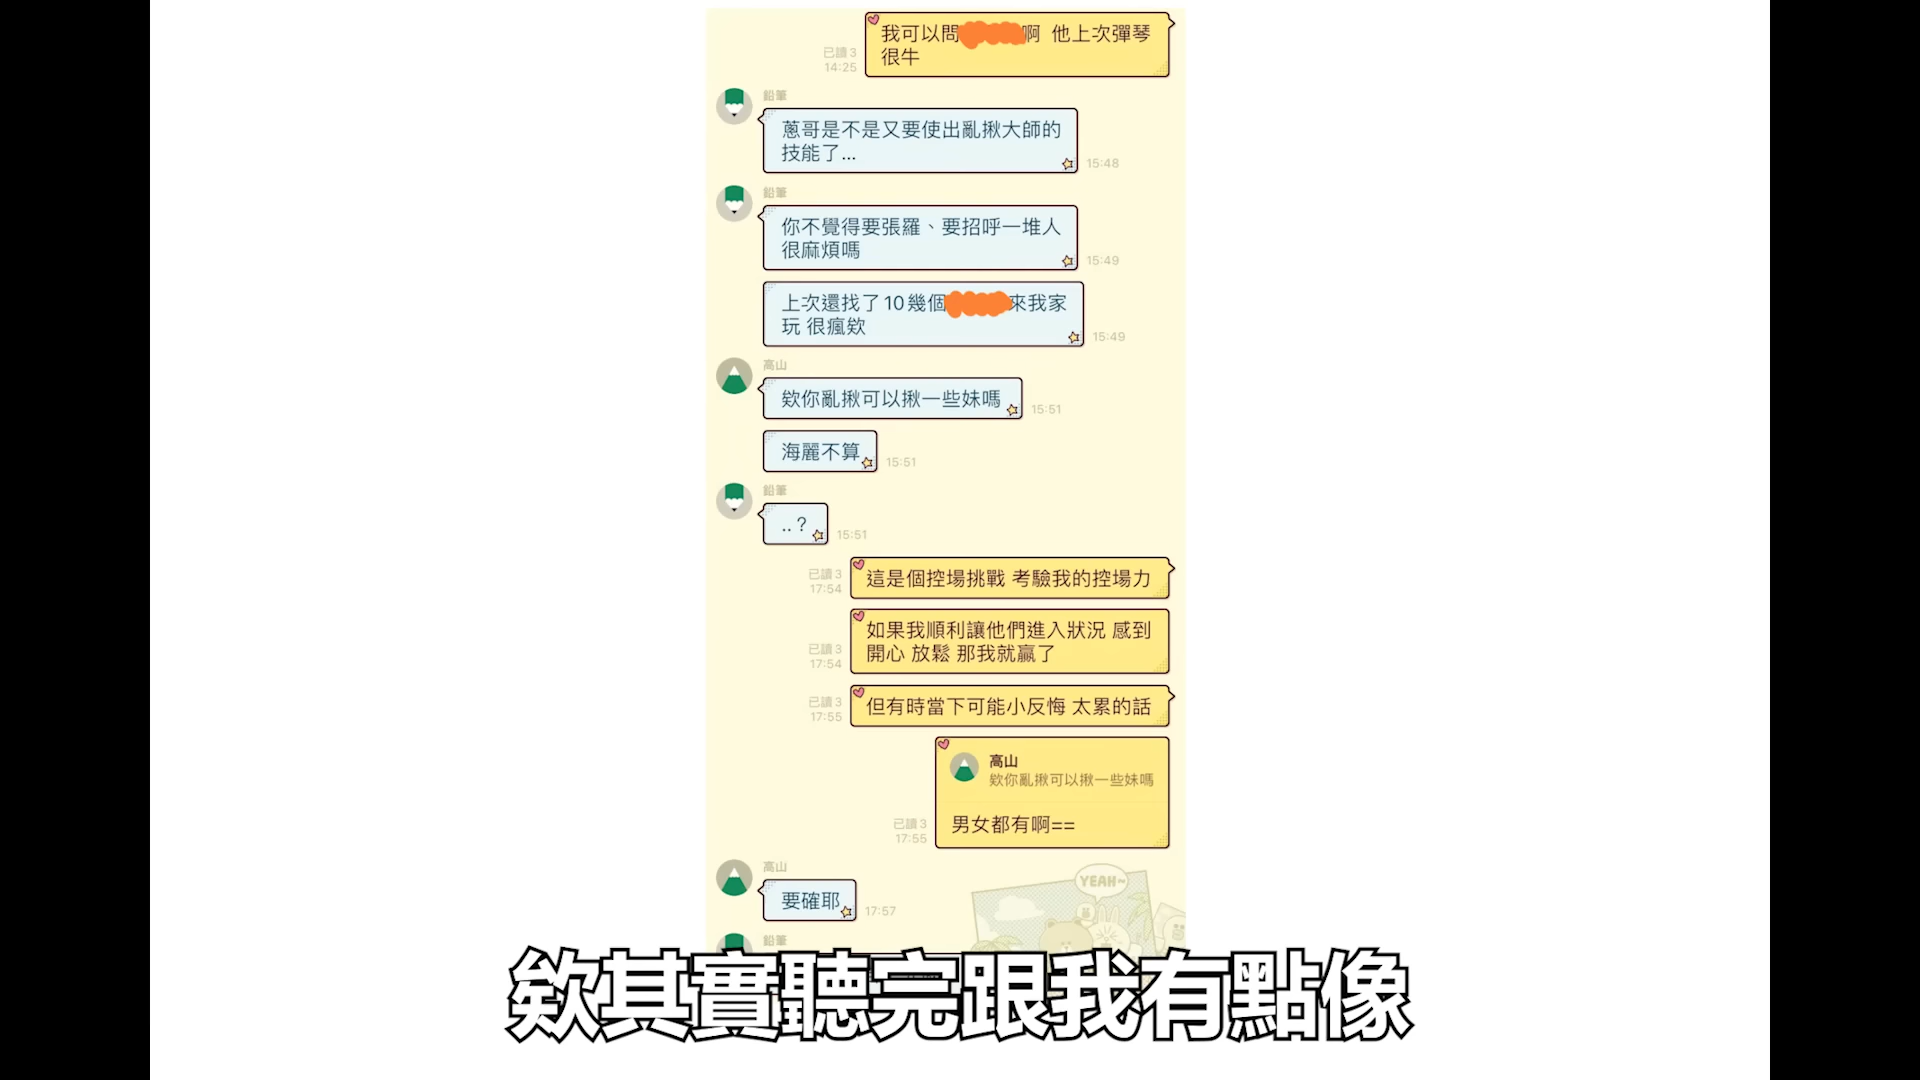 我可以問 啊 他上次彈琴
很牛
已讀 3
14:25
鉛筆
蔥哥是不是又要使出亂揪大師的
技能了...
15:48
鉛筆
你不覺得要張羅、要招呼一堆人
很麻煩嗎
15:49
上次還找了10幾個 來我家
玩 很瘋欸
15:49
高山
欸你亂揪可以揪一些妹嗎
15:51
海麗不算
15:51
鉛筆
..？
15:51
這是個控場挑戰 考驗我的控場力
已讀 3
17:54
如果我順利讓他們進入狀況 感到
開心 放鬆 那我就贏了
已讀 3
17:54
但有時當下可能小反悔 太累的話
已讀 3
17:55
高山
欸你亂揪可以揪一些妹嗎
男女都有啊==
已讀 3
17:55
高山
要確耶
17:57
YEAH~
鉛筆
欸其實聽完跟我有點像